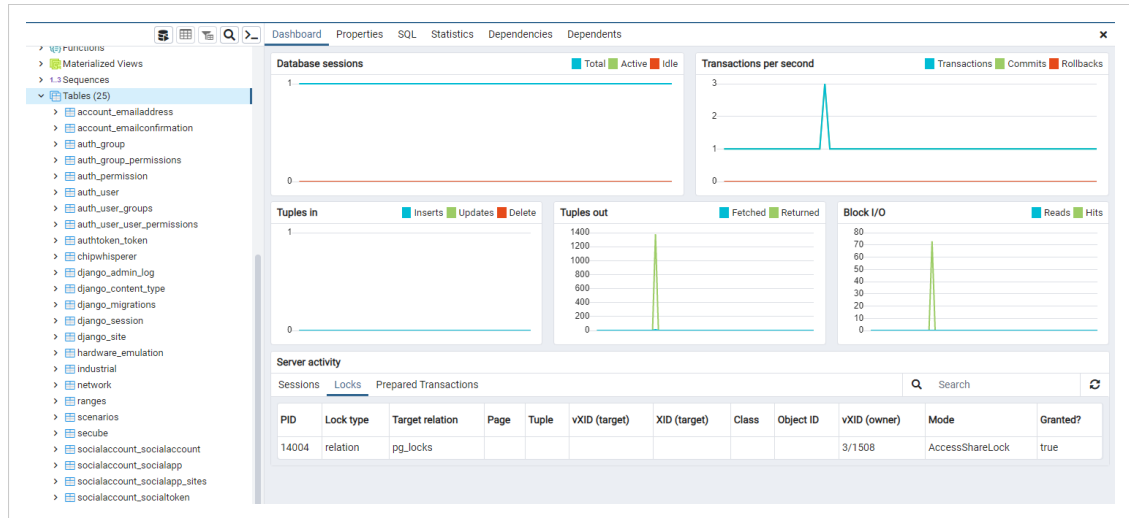 Dashboard Properties SQL Statistics Dependencies Dependents
Functions
Materialized Views
1..3 Sequences
Tables (25)
account_emailaddress
account_emailconfirmation
auth_group
auth_group_permissions
auth_permission
auth_user
auth_user_groups
auth_user_user_permissions
authtoken_token
chipwhisperer
django_admin_log
django_content_type
django_migrations
django_session
django_site
hardware_emulation
industrial
network
ranges
scenarios
secube
socialaccount_socialaccount
socialaccount_socialapp
socialaccount_socialapp_sites
socialaccount_socialtoken
Database sessions Total Active Idle
1
0
Transactions per second Transactions Commits Rollbacks
3
2
1
0
Tuples in Inserts Updates Delete
1
0
Tuples out Fetched Returned
1400
1200
1000
800
600
400
200
0
Block I/O Reads Hits
80
70
60
50
40
30
20
10
0
Server activity
Sessions Locks Prepared Transactions Search
PID Lock type Target relation Page Tuple vXID (target) XID (target) Class Object ID vXID (owner) Mode Granted?
14004 relation pg_locks 3/1508 AccessShareLock true